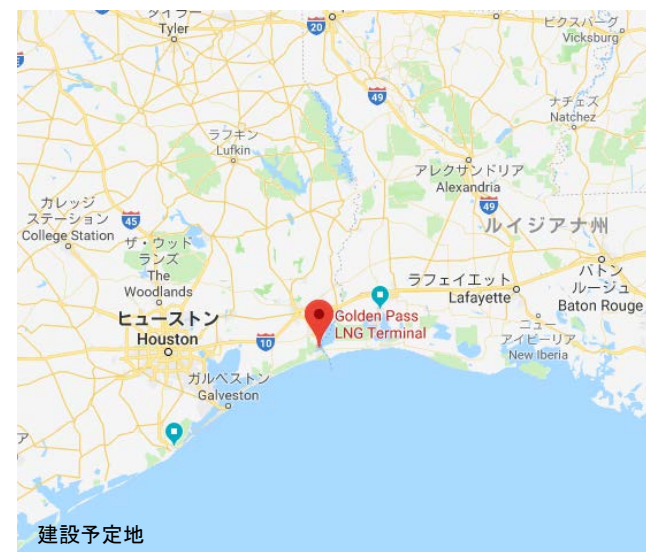 タイラー
Tyler
20
ビクスバーグ
Vicksburg
49
ナチェズ
Natchez
ラフキン
Lufkin
アレクサンドリア
Alexandria
49
カレッジ
ステーション
College Station
45
ザ・ウッド
ランズ
The
Woodlands
ルイジアナ州
ラフェイエット
Lafayette
バトン
ルージュ
Baton Rouge
ヒューストン
Houston
Golden Pass
LNG Terminal
10
ニュー
アイビーリア
New Iberia
ガルベストン
Galveston
ア
建設予定地